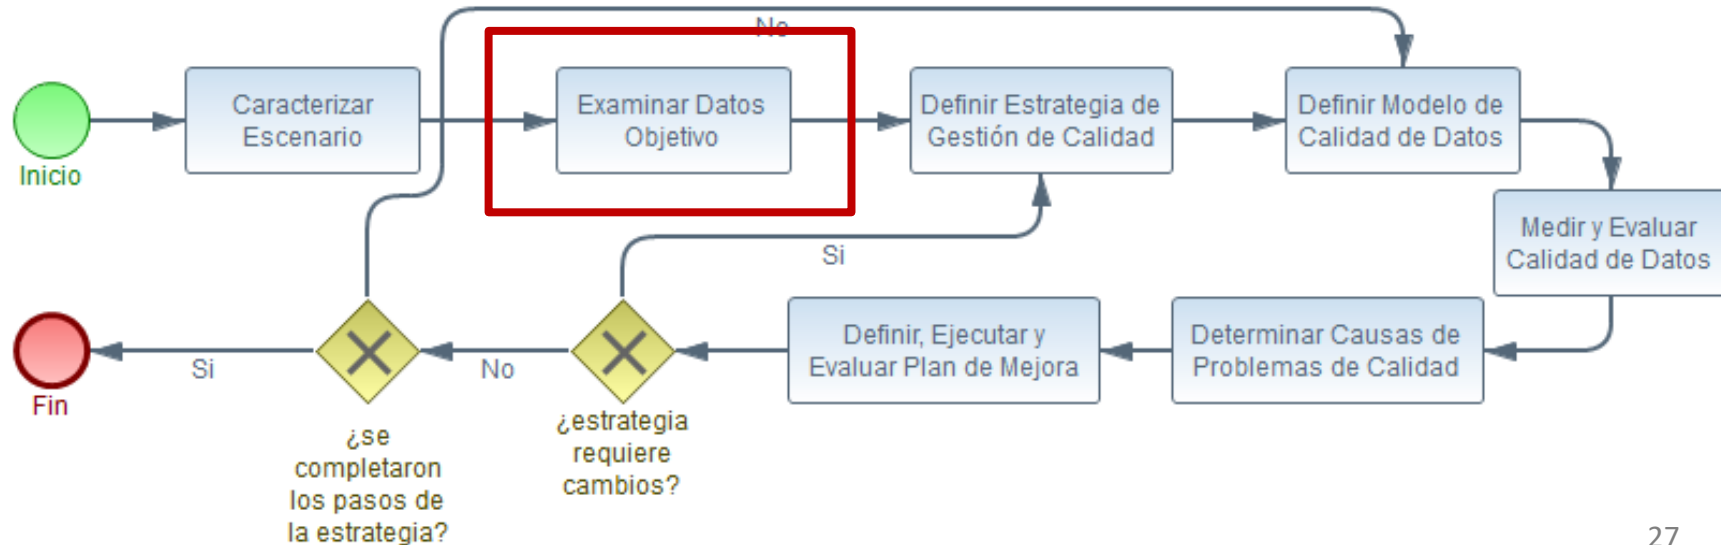 No
Caracterizar
Escenario
Examinar Datos
Objetivo
Definir Estrategia de
Gestión de Calidad
Definir Modelo de
Calidad de Datos
Inicio
Medir y Evaluar
Calidad de Datos
Si
Definir, Ejecutar y
Evaluar Plan de Mejora
Determinar Causas de
Problemas de Calidad
Si
No
Fin
¿se
completaron
los pasos de
la estrategia?
¿estrategia
requiere
cambios?
27